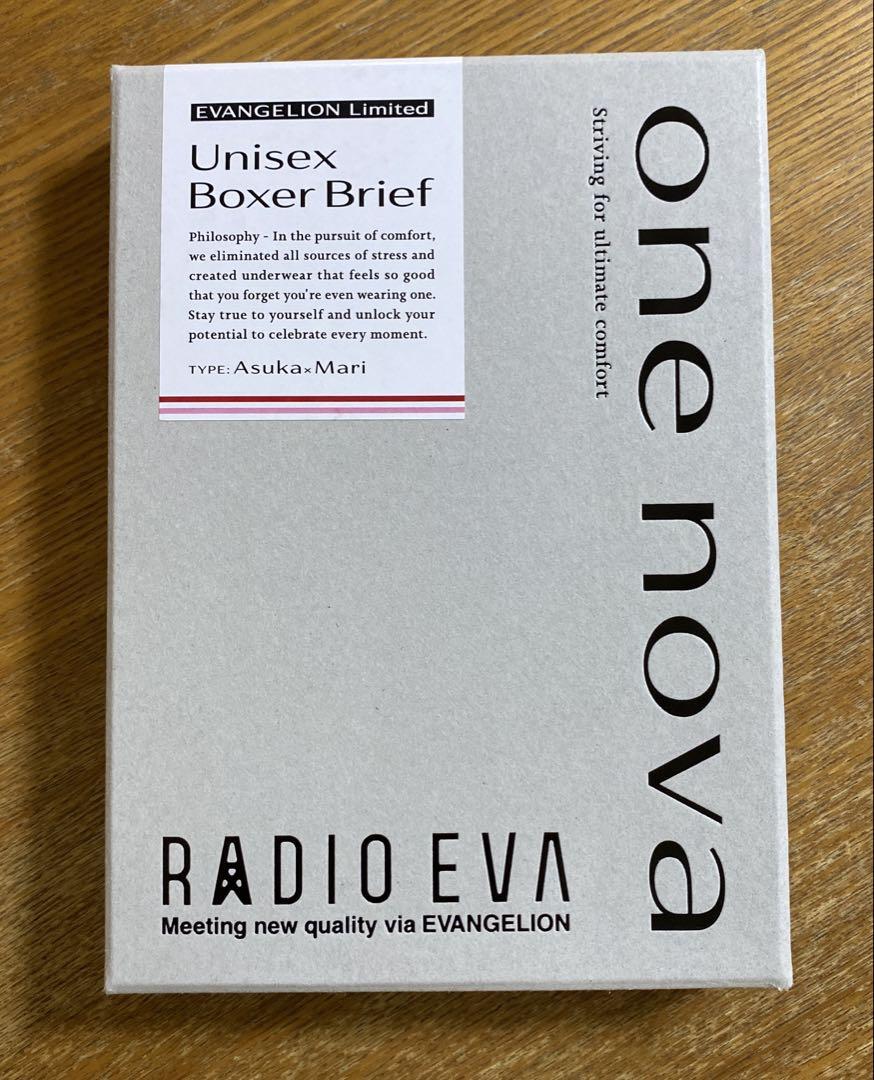 EVANGELION Limited
Unisex
Boxer Brief
Philosophy - In the pursuit of comfort,
we eliminated all sources of stress and
created underwear that feels so good
that you forget you're even wearing one.
Stay true to yourself and unlock your
potential to celebrate every moment.
TYPE: Asuka×Mari
one nova
Striving for ultimate comfort
RADIO EVA
Meeting new quality via EVANGELION